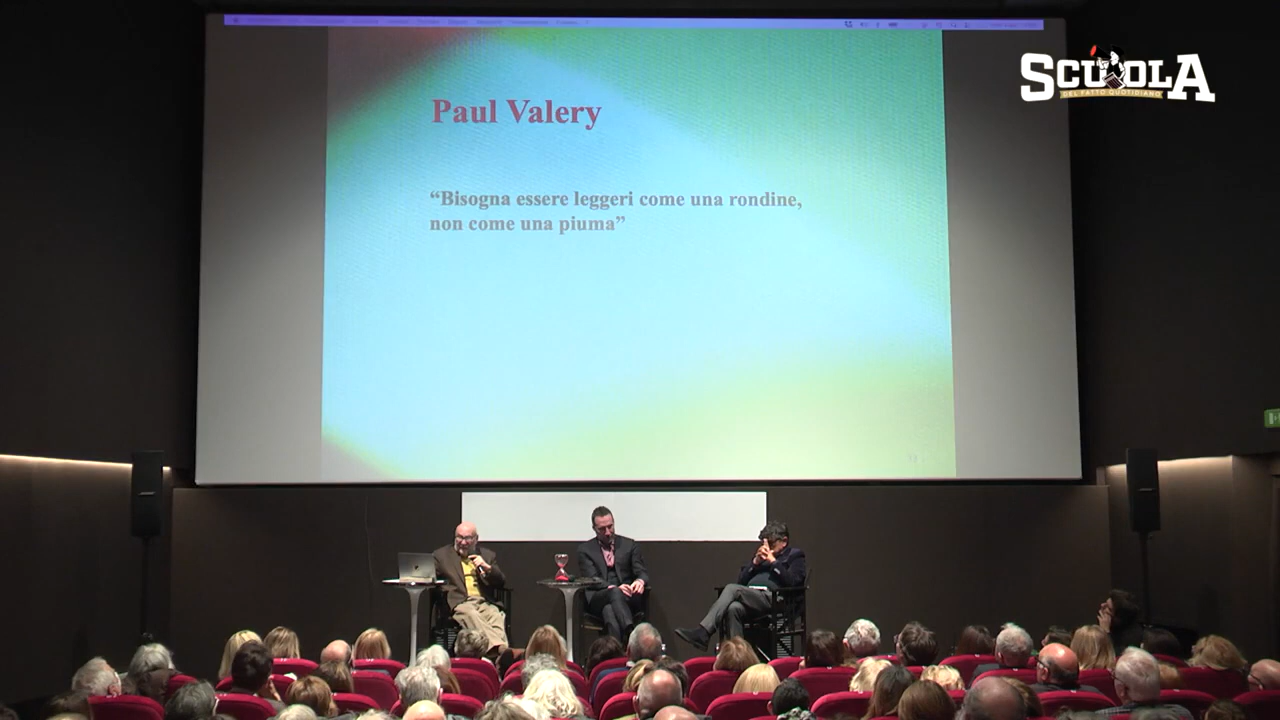 SCUOLA
DEL FATTO QUOTIDIANO
Paul Valery
“Bisogna essere leggeri come una rondine,
non come una piuma”